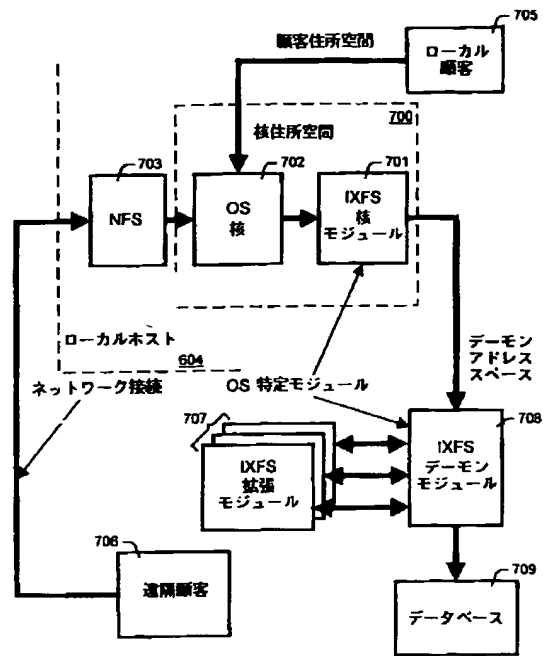 705
顧客住所空間
ローカル
顧客
700
核住所空間
703
702
701
NFS
OS
核
IXFS
核
モジュール
ローカルホスト
604
ネットワーク接続
OS 特定モジュール
デーモン
アドレス
スペース
707
708
IXFS
拡張
モジュール
IXFS
デーモン
モジュール
706
遠隔顧客
709
データベース